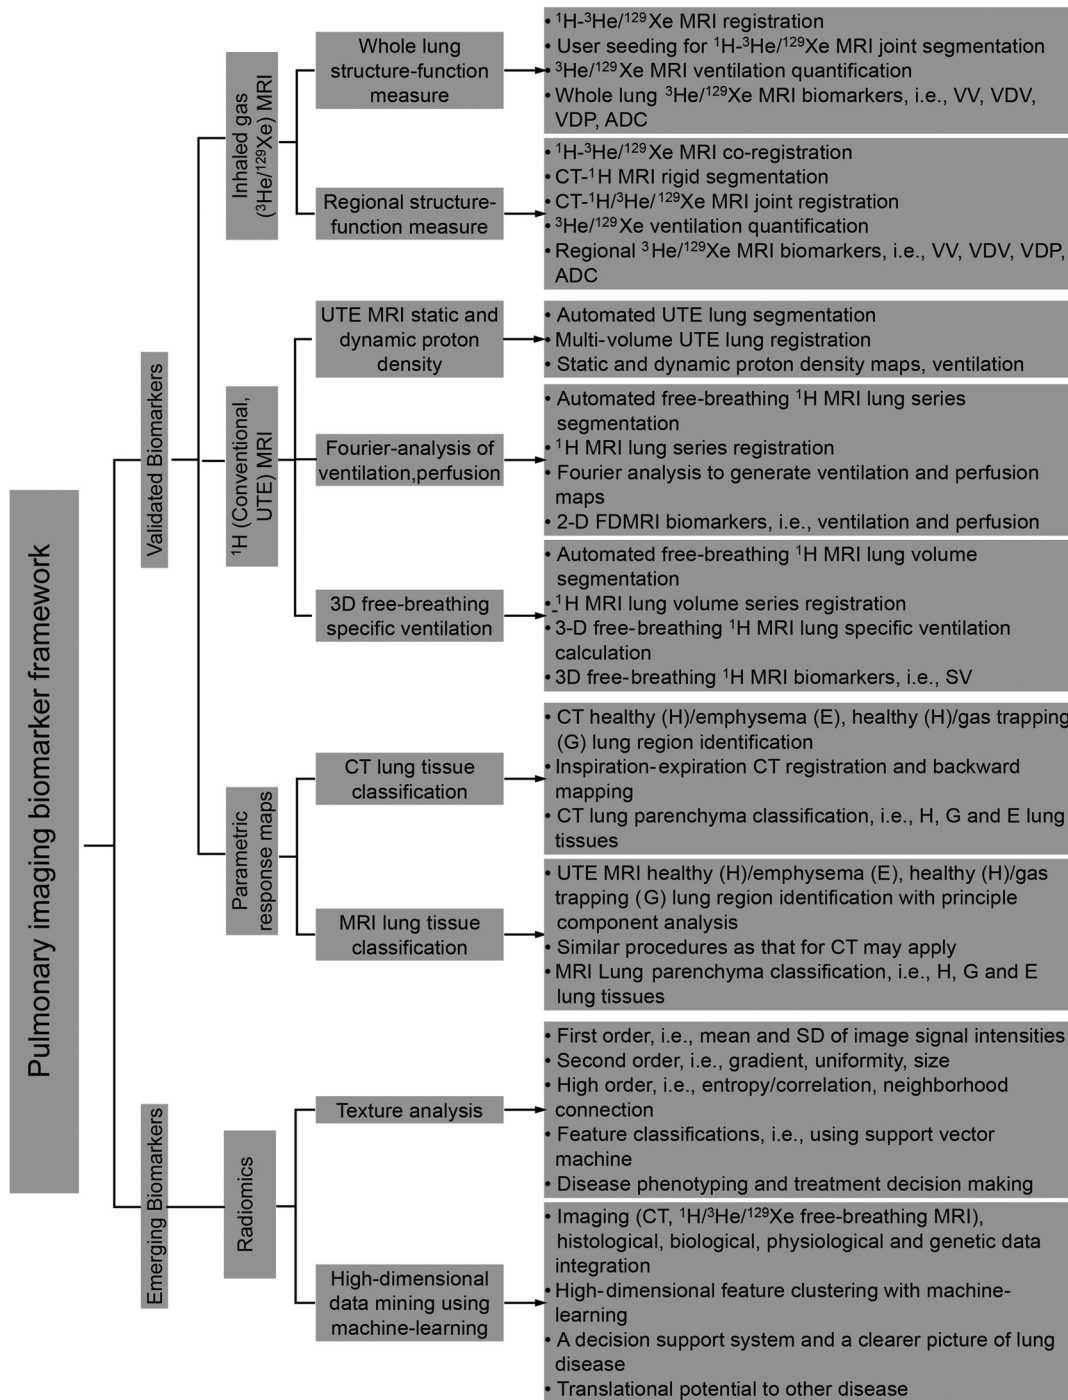 Pulmonary imaging biomarker framework
Validated Biomarkers
Inhaled gas
(³He/¹²⁹Xe) MRI
Whole lung
structure-function
measure
• ¹H-³He/¹²⁹Xe MRI registration
• User seeding for ¹H-³He/¹²⁹Xe MRI joint segmentation
• ³He/¹²⁹Xe MRI ventilation quantification
• Whole lung ³He/¹²⁹Xe MRI biomarkers, i.e., VV, VDV,
VDP, ADC
Regional structure-
function measure
• ¹H-³He/¹²⁹Xe MRI co-registration
• CT-¹H MRI rigid segmentation
• CT-¹H/³He/¹²⁹Xe MRI joint registration
• ³He/¹²⁹Xe ventilation quantification
• Regional ³He/¹²⁹Xe MRI biomarkers, i.e., VV, VDV, VDP,
ADC
¹H (Conventional,
UTE) MRI
UTE MRI static and
dynamic proton
density
• Automated UTE lung segmentation
• Multi-volume UTE lung registration
• Static and dynamic proton density maps, ventilation
Fourier-analysis of
ventilation,perfusion
• Automated free-breathing ¹H MRI lung series
segmentation
• ¹H MRI lung series registration
• Fourier analysis to generate ventilation and perfusion
maps
• 2-D FDMRI biomarkers, i.e., ventilation and perfusion
3D free-breathing
specific ventilation
• Automated free-breathing ¹H MRI lung volume
segmentation
• ¹H MRI lung volume series registration
• 3-D free-breathing ¹H MRI lung specific ventilation
calculation
• 3D free-breathing ¹H MRI biomarkers, i.e., SV
Parametric
response maps
CT lung tissue
classification
• CT healthy (H)/emphysema (E), healthy (H)/gas trapping
(G) lung region identification
• Inspiration-expiration CT registration and backward
mapping
• CT lung parenchyma classification, i.e., H, G and E lung
tissues
MRI lung tissue
classification
• UTE MRI healthy (H)/emphysema (E), healthy (H)/gas
trapping (G) lung region identification with principle
component analysis
• Similar procedures as that for CT may apply
• MRI Lung parenchyma classification, i.e., H, G and E
lung tissues
Emerging Biomarkers
Radiomics
Texture analysis
• First order, i.e., mean and SD of image signal intensities
• Second order, i.e., gradient, uniformity, size
• High order, i.e., entropy/correlation, neighborhood
connection
• Feature classifications, i.e., using support vector
machine
• Disease phenotyping and treatment decision making
High-dimensional
data mining using
machine-learning
• Imaging (CT, ¹H/³He/¹²⁹Xe free-breathing MRI),
histological, biological, physiological and genetic data
integration
• High-dimensional feature clustering with machine-
learning
• A decision support system and a clearer picture of lung
disease
• Translational potential to other disease